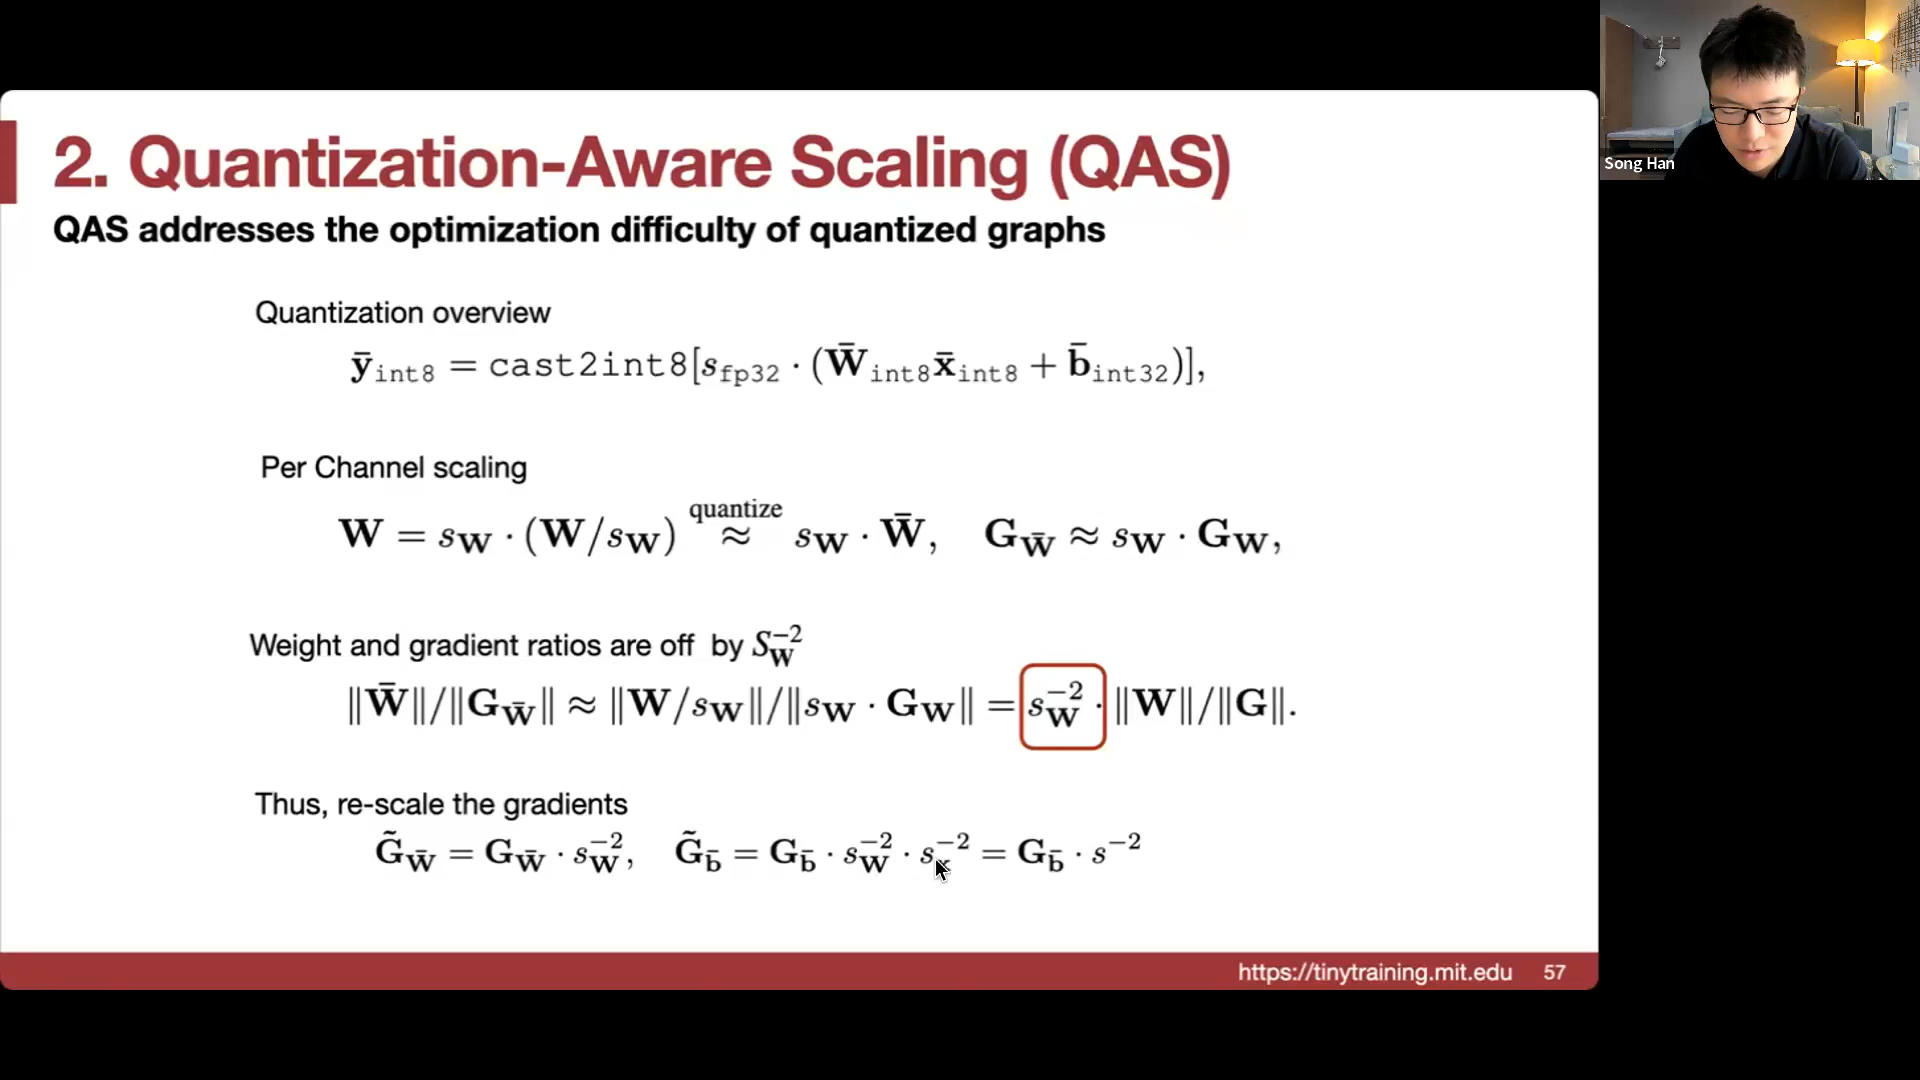 2. Quantization-Aware Scaling (QAS)
QAS addresses the optimization difficulty of quantized graphs
Quantization overview
ȳ_int8 = cast2int8[s_fp32 · (W̄_int8 x̄_int8 + b̄_int32)],
Per Channel scaling
W = s_W · (W/s_W) quantize ≈ s_W · W̄, G_W̄ ≈ s_W · G_W,
Weight and gradient ratios are off by S_W^−2
‖W̄‖/‖G_W̄‖ ≈ ‖W/s_W‖/‖s_W · G_W‖ = s_W^−2 · ‖W‖/‖G‖.
Thus, re-scale the gradients
G̃_W̄ = G_W̄ · s_W^−2, G̃_b̄ = G_b̄ · s_W^−2 · s_x^−2 = G_b̄ · s^−2
https://tinytraining.mit.edu 57
Song Han